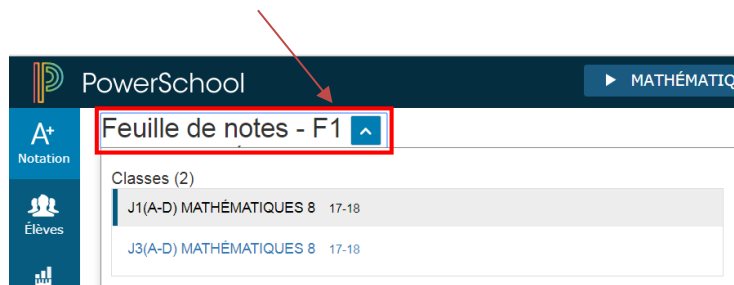 PowerSchool
▶ MATHÉMATIQ
Feuille de notes - F1
A+
Notation
Classes (2)
J1(A-D) MATHÉMATIQUES 8 17-18
Élèves
J3(A-D) MATHÉMATIQUES 8 17-18